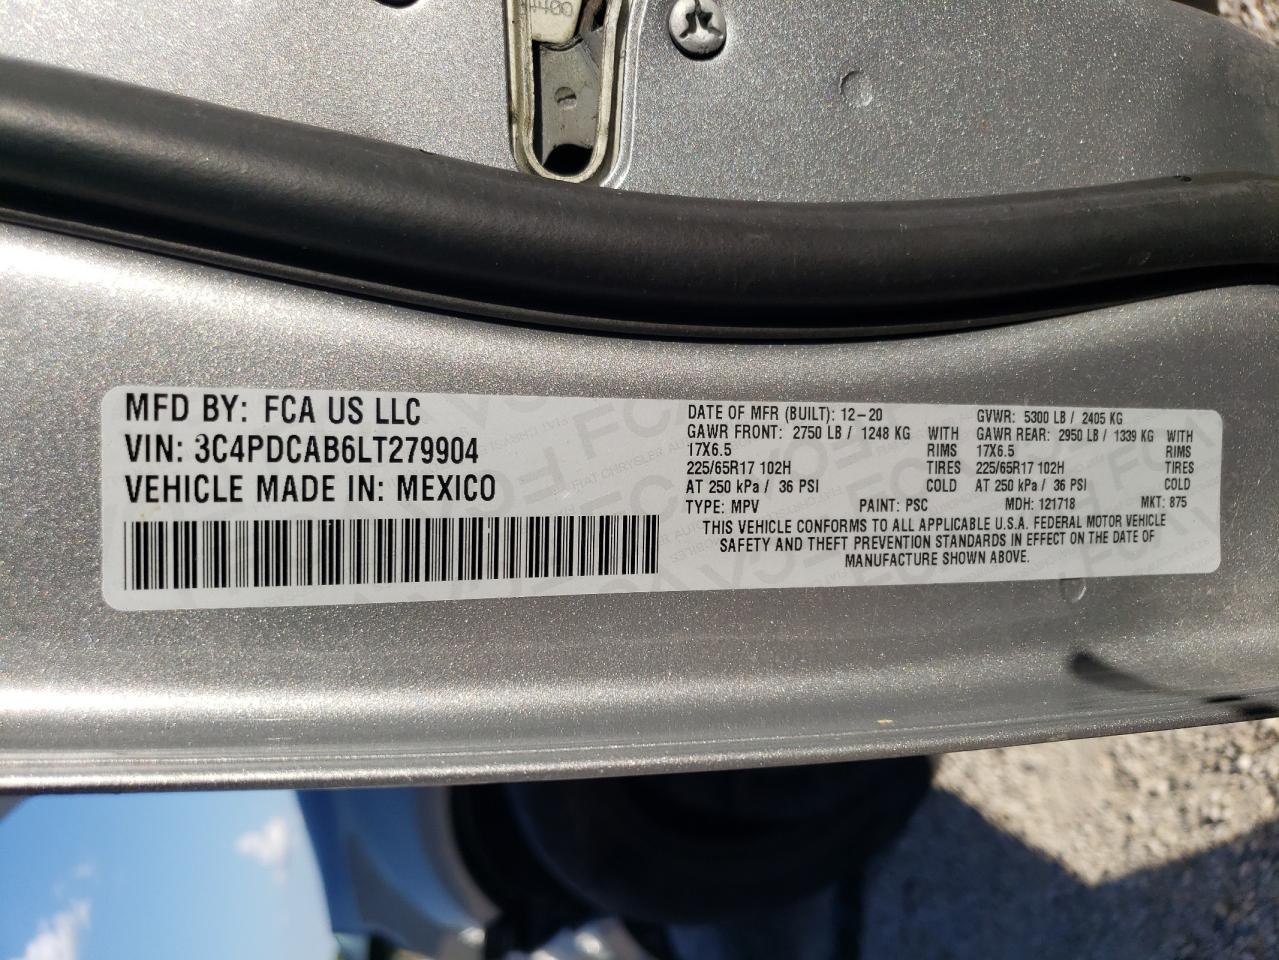 MFD BY: FCA US LLC
VIN: 3C4PDCAB6LT279904
VEHICLE MADE IN: MEXICO
DATE OF MFR (BUILT): 12-20 GVWR: 5300 LB / 2405 KG
GAWR FRONT: 2750 LB / 1248 KG WITH GAWR REAR: 2950 LB / 1339 KG WITH
17X6.5 RIMS 17X6.5 RIMS
225/65R17 102H TIRES 225/65R17 102H TIRES
AT 250 kPa / 36 PSI COLD AT 250 kPa / 36 PSI COLD
TYPE: MPV PAINT: PSC MDH: 121718 MKT: 875
THIS VEHICLE CONFORMS TO ALL APPLICABLE U.S.A. FEDERAL MOTOR VEHICLE
SAFETY AND THEFT PREVENTION STANDARDS IN EFFECT ON THE DATE OF
MANUFACTURE SHOWN ABOVE.